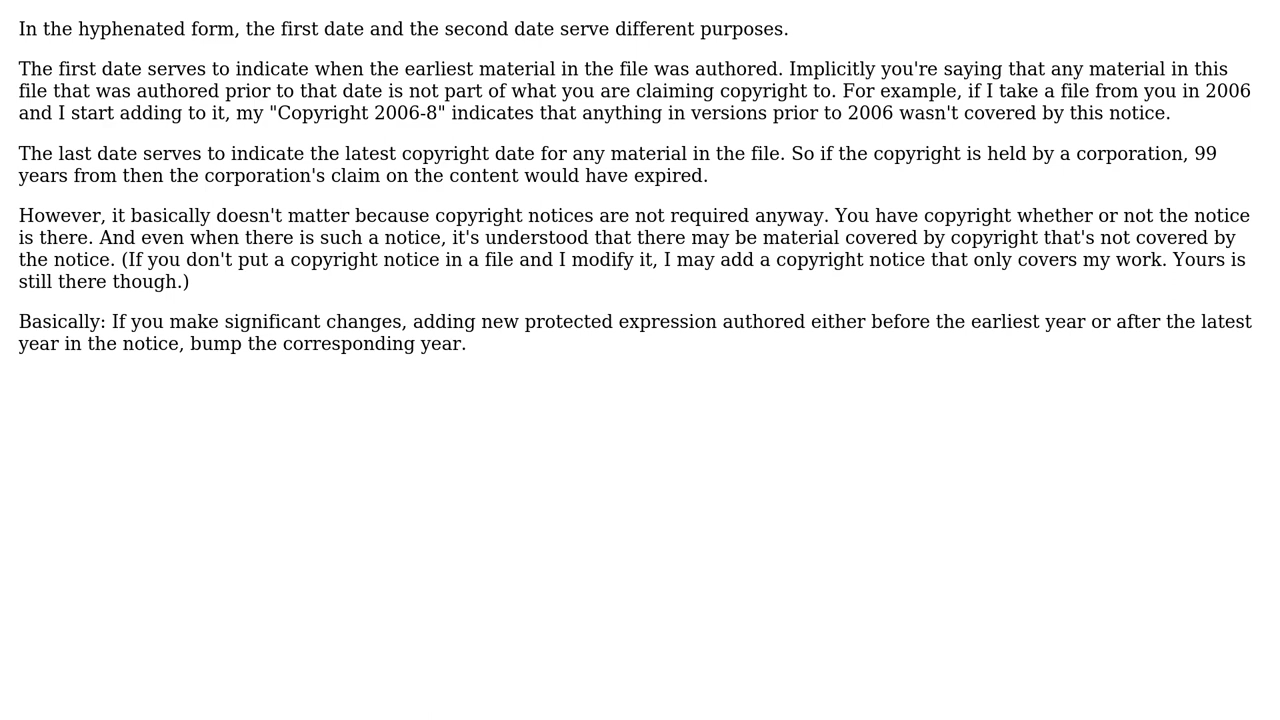 In the hyphenated form, the first date and the second date serve different purposes.
The first date serves to indicate when the earliest material in the file was authored. Implicitly you're saying that any material in this
file that was authored prior to that date is not part of what you are claiming copyright to. For example, if I take a file from you in 2006
and I start adding to it, my "Copyright 2006-8" indicates that anything in versions prior to 2006 wasn't covered by this notice.
The last date serves to indicate the latest copyright date for any material in the file. So if the copyright is held by a corporation, 99
years from then the corporation's claim on the content would have expired.
However, it basically doesn't matter because copyright notices are not required anyway. You have copyright whether or not the notice
is there. And even when there is such a notice, it's understood that there may be material covered by copyright that's not covered by
the notice. (If you don't put a copyright notice in a file and I modify it, I may add a copyright notice that only covers my work. Yours is
still there though.)
Basically: If you make significant changes, adding new protected expression authored either before the earliest year or after the latest
year in the notice, bump the corresponding year.